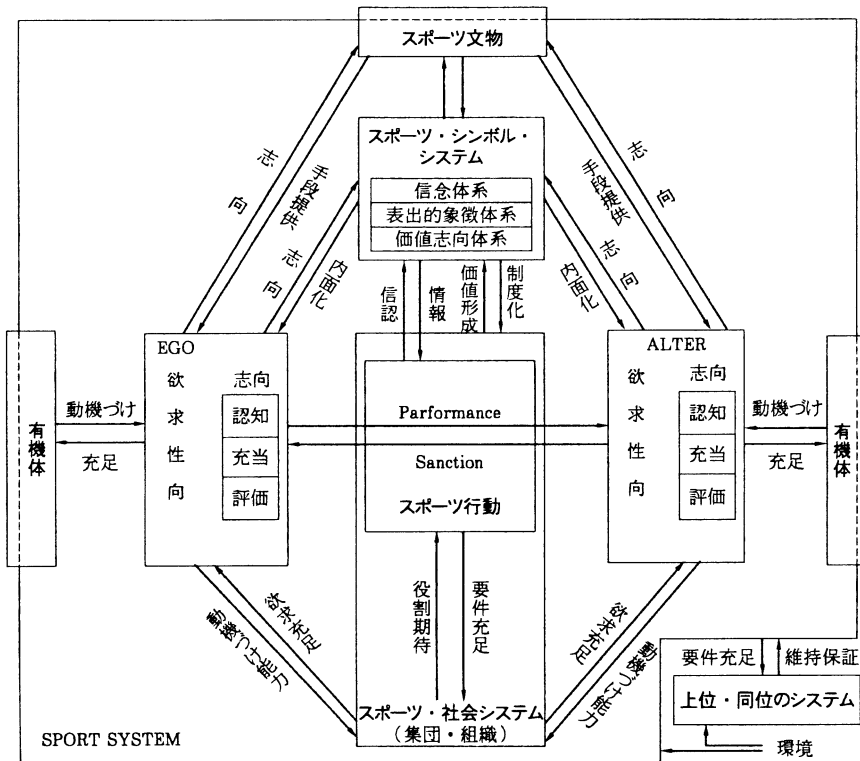 スポーツ文物
志向
手段提供
志向
手段提供
スポーツ・シンボル・
システム
信念体系
表出的象徴体系
価値志向体系
志向
内面化
志向
内面化
信認
情報
価値形成
制度化
EGO
欲求性向
志向
認知
充当
評価
ALTER
欲求性向
志向
認知
充当
評価
有機体
動機づけ
充足
有機体
動機づけ
充足
Parformance
Sanction
スポーツ行動
役割期待
要件充足
欲求充足
動機づけ能力
欲求充足
動機づけ能力
スポーツ・社会システム
(集団・組織)
要件充足
維持保証
上位・同位のシステム
環境
SPORT SYSTEM